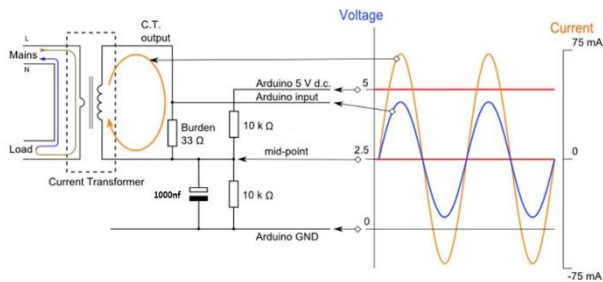 Voltage
Current
C.T.
output
75 mA
L
Mains
N
Load
Arduino 5 V d.c.
5
Arduino input
Burden
33 Ω
10 k Ω
mid-point
2.5
0
Current Transformer
1000nf
10 k Ω
0
Arduino GND
-75 mA